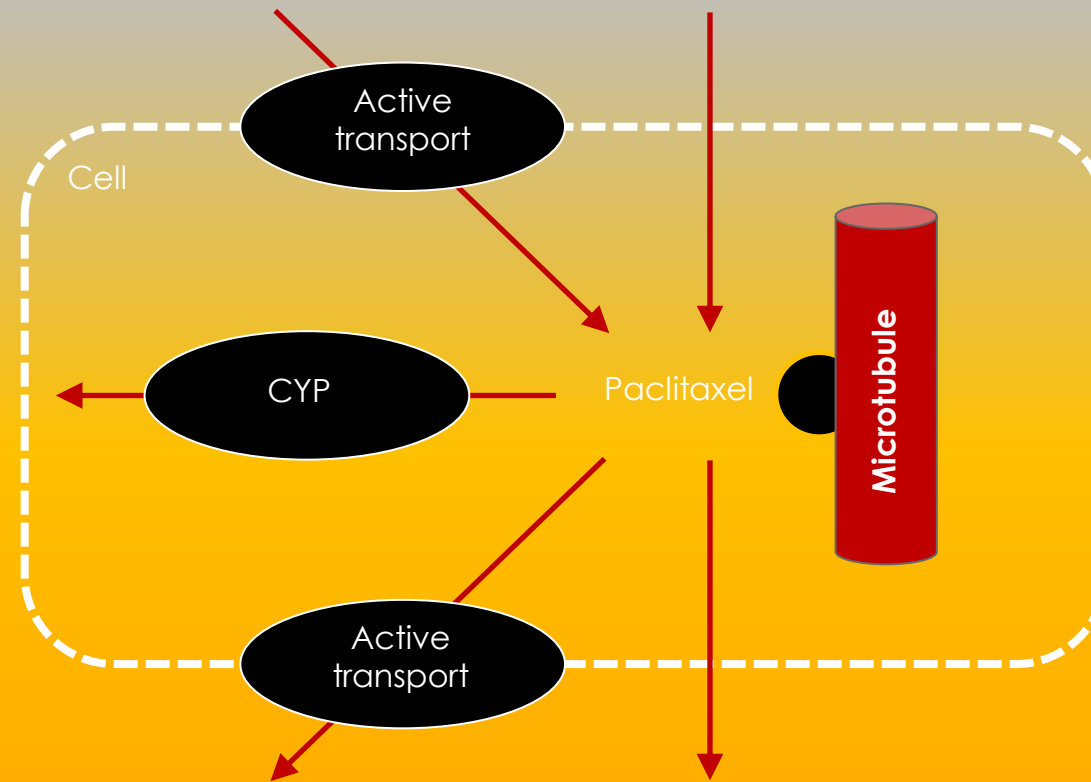 Active
transport
Cell
CYP
Paclitaxel
Microtubule
Active
transport